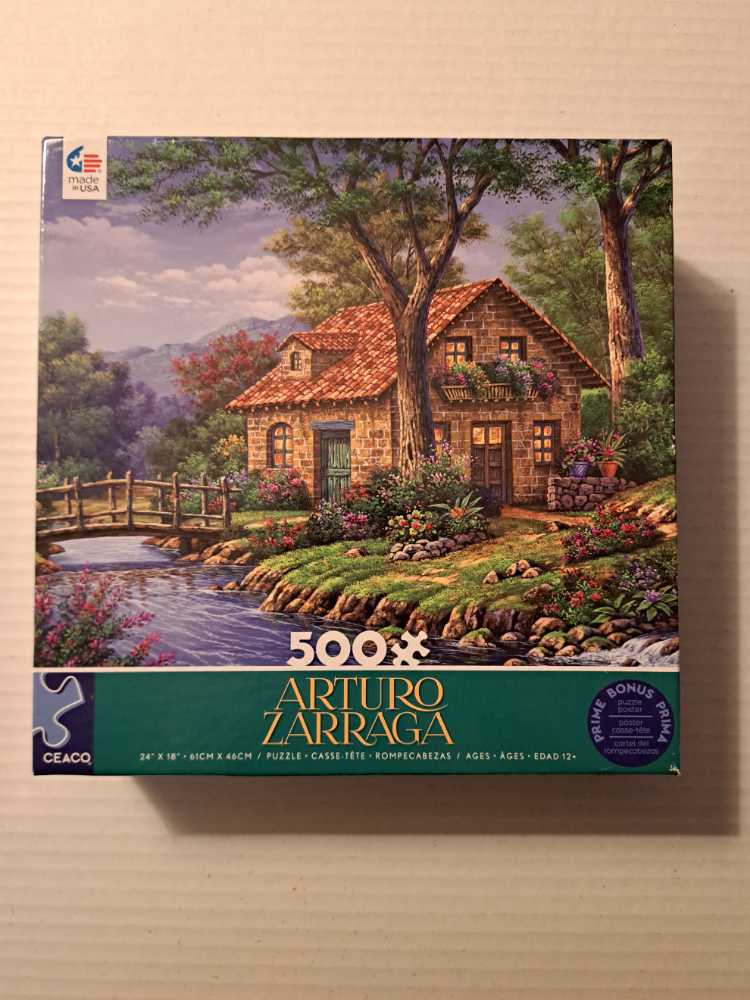 made
in USA
500
ARTURO
ZARRAGA
CEACO
24" X 18" • 61CM X 46CM / PUZZLE • CASSE-TÊTE • ROMPECABEZAS / AGES • ÂGES • EDAD 12+
PRIME BONUS PRIMA
puzzle
poster
poster
casse-tête
cartel del
rompecabezas